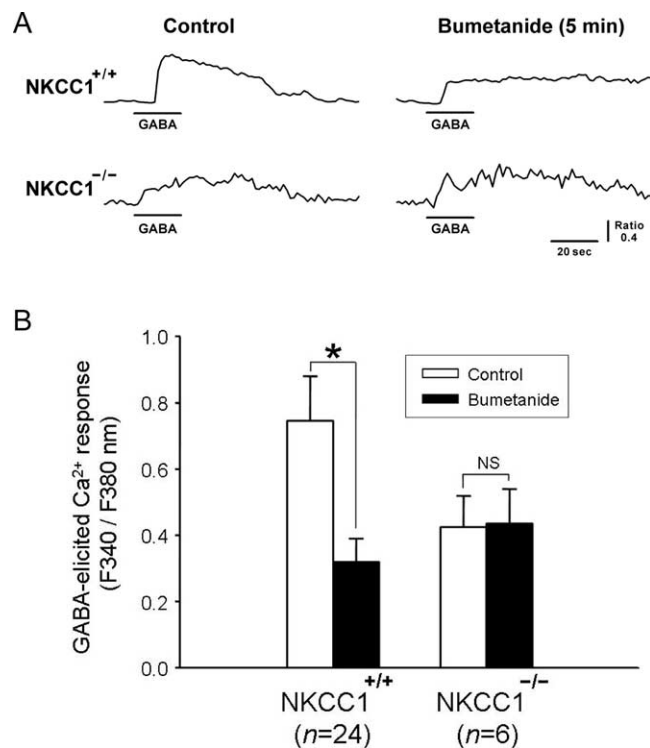 A
Control
Bumetanide (5 min)
NKCC1+/+
GABA
GABA
NKCC1−/−
GABA
GABA
Ratio
0.4
20 sec
B
GABA-elicited Ca²⁺ response
(F340 / F380 nm)
1.0
0.8
0.6
0.4
0.2
0.0
*
NS
Control
Bumetanide
NKCC1+/+
(n=24)
NKCC1−/−
(n=6)